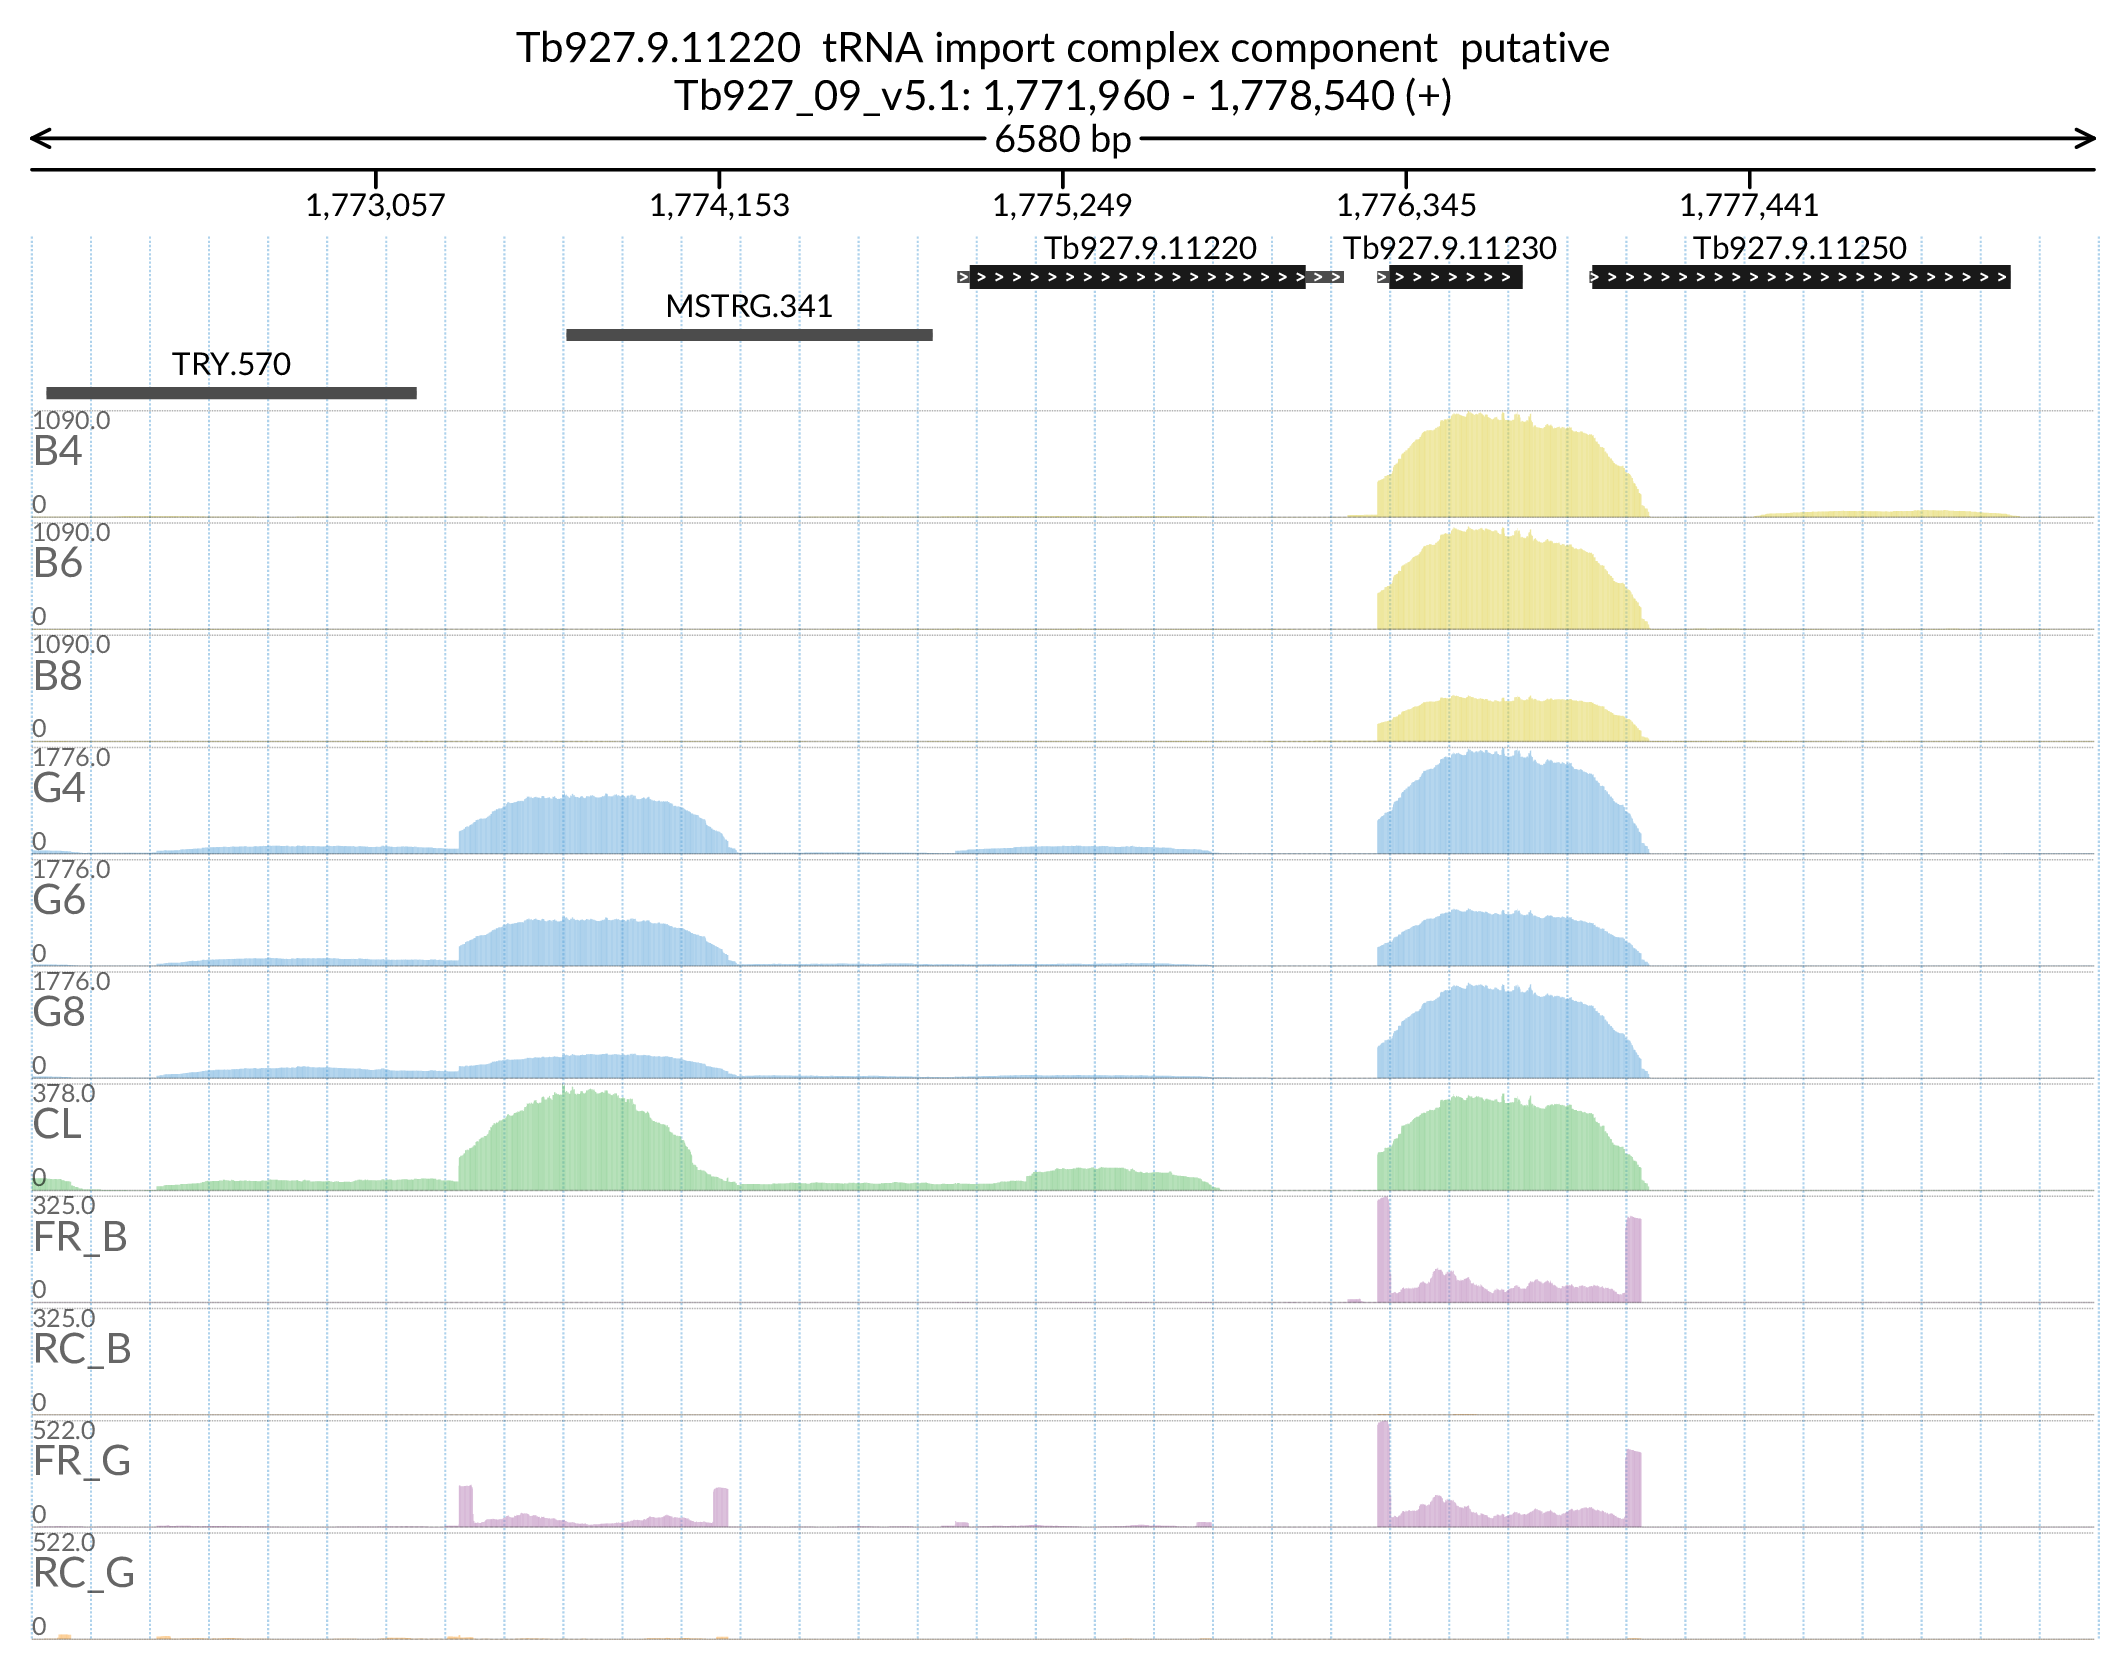 Tb927.9.11220 tRNA import complex component putative
Tb927_09_v5.1: 1,771,960 - 1,778,540 (+)
6580 bp
1,773,057 1,774,153 1,775,249 1,776,345 1,777,441
Tb927.9.11220 Tb927.9.11230 Tb927.9.11250
MSTRG.341
TRY.570
1090.0
B4
0
1090.0
B6
0
1090.0
B8
0
1776.0
G4
0
1776.0
G6
0
1776.0
G8
0
378.0
CL
0
325.0
FR_B
0
325.0
RC_B
0
522.0
FR_G
0
522.0
RC_G
0